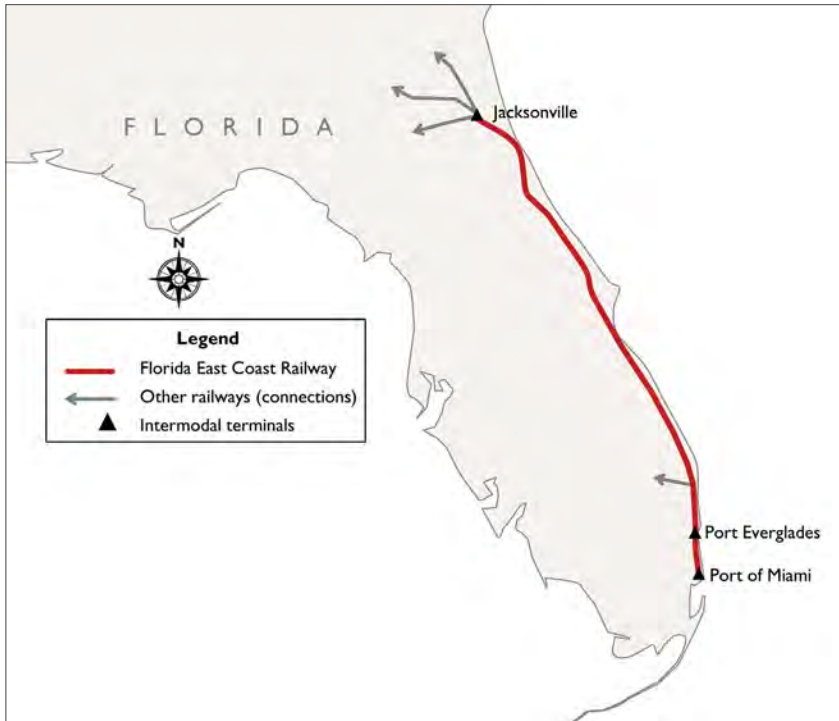 Jacksonville
FLORIDA
N
Legend
Florida East Coast Railway
Other railways (connections)
Intermodal terminals
Port Everglades
Port of Miami